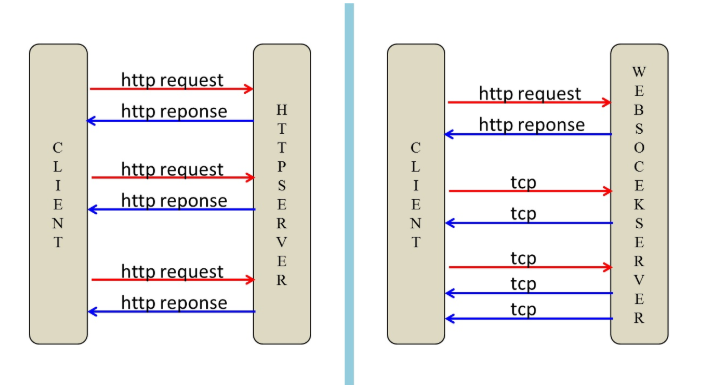 CLIENT
http request
http reponse
http request
http reponse
http request
http reponse
HTTPSERVER
CLIENT
http request
http reponse
tcp
tcp
tcp
tcp
tcp
WEBSOCEKSERVER